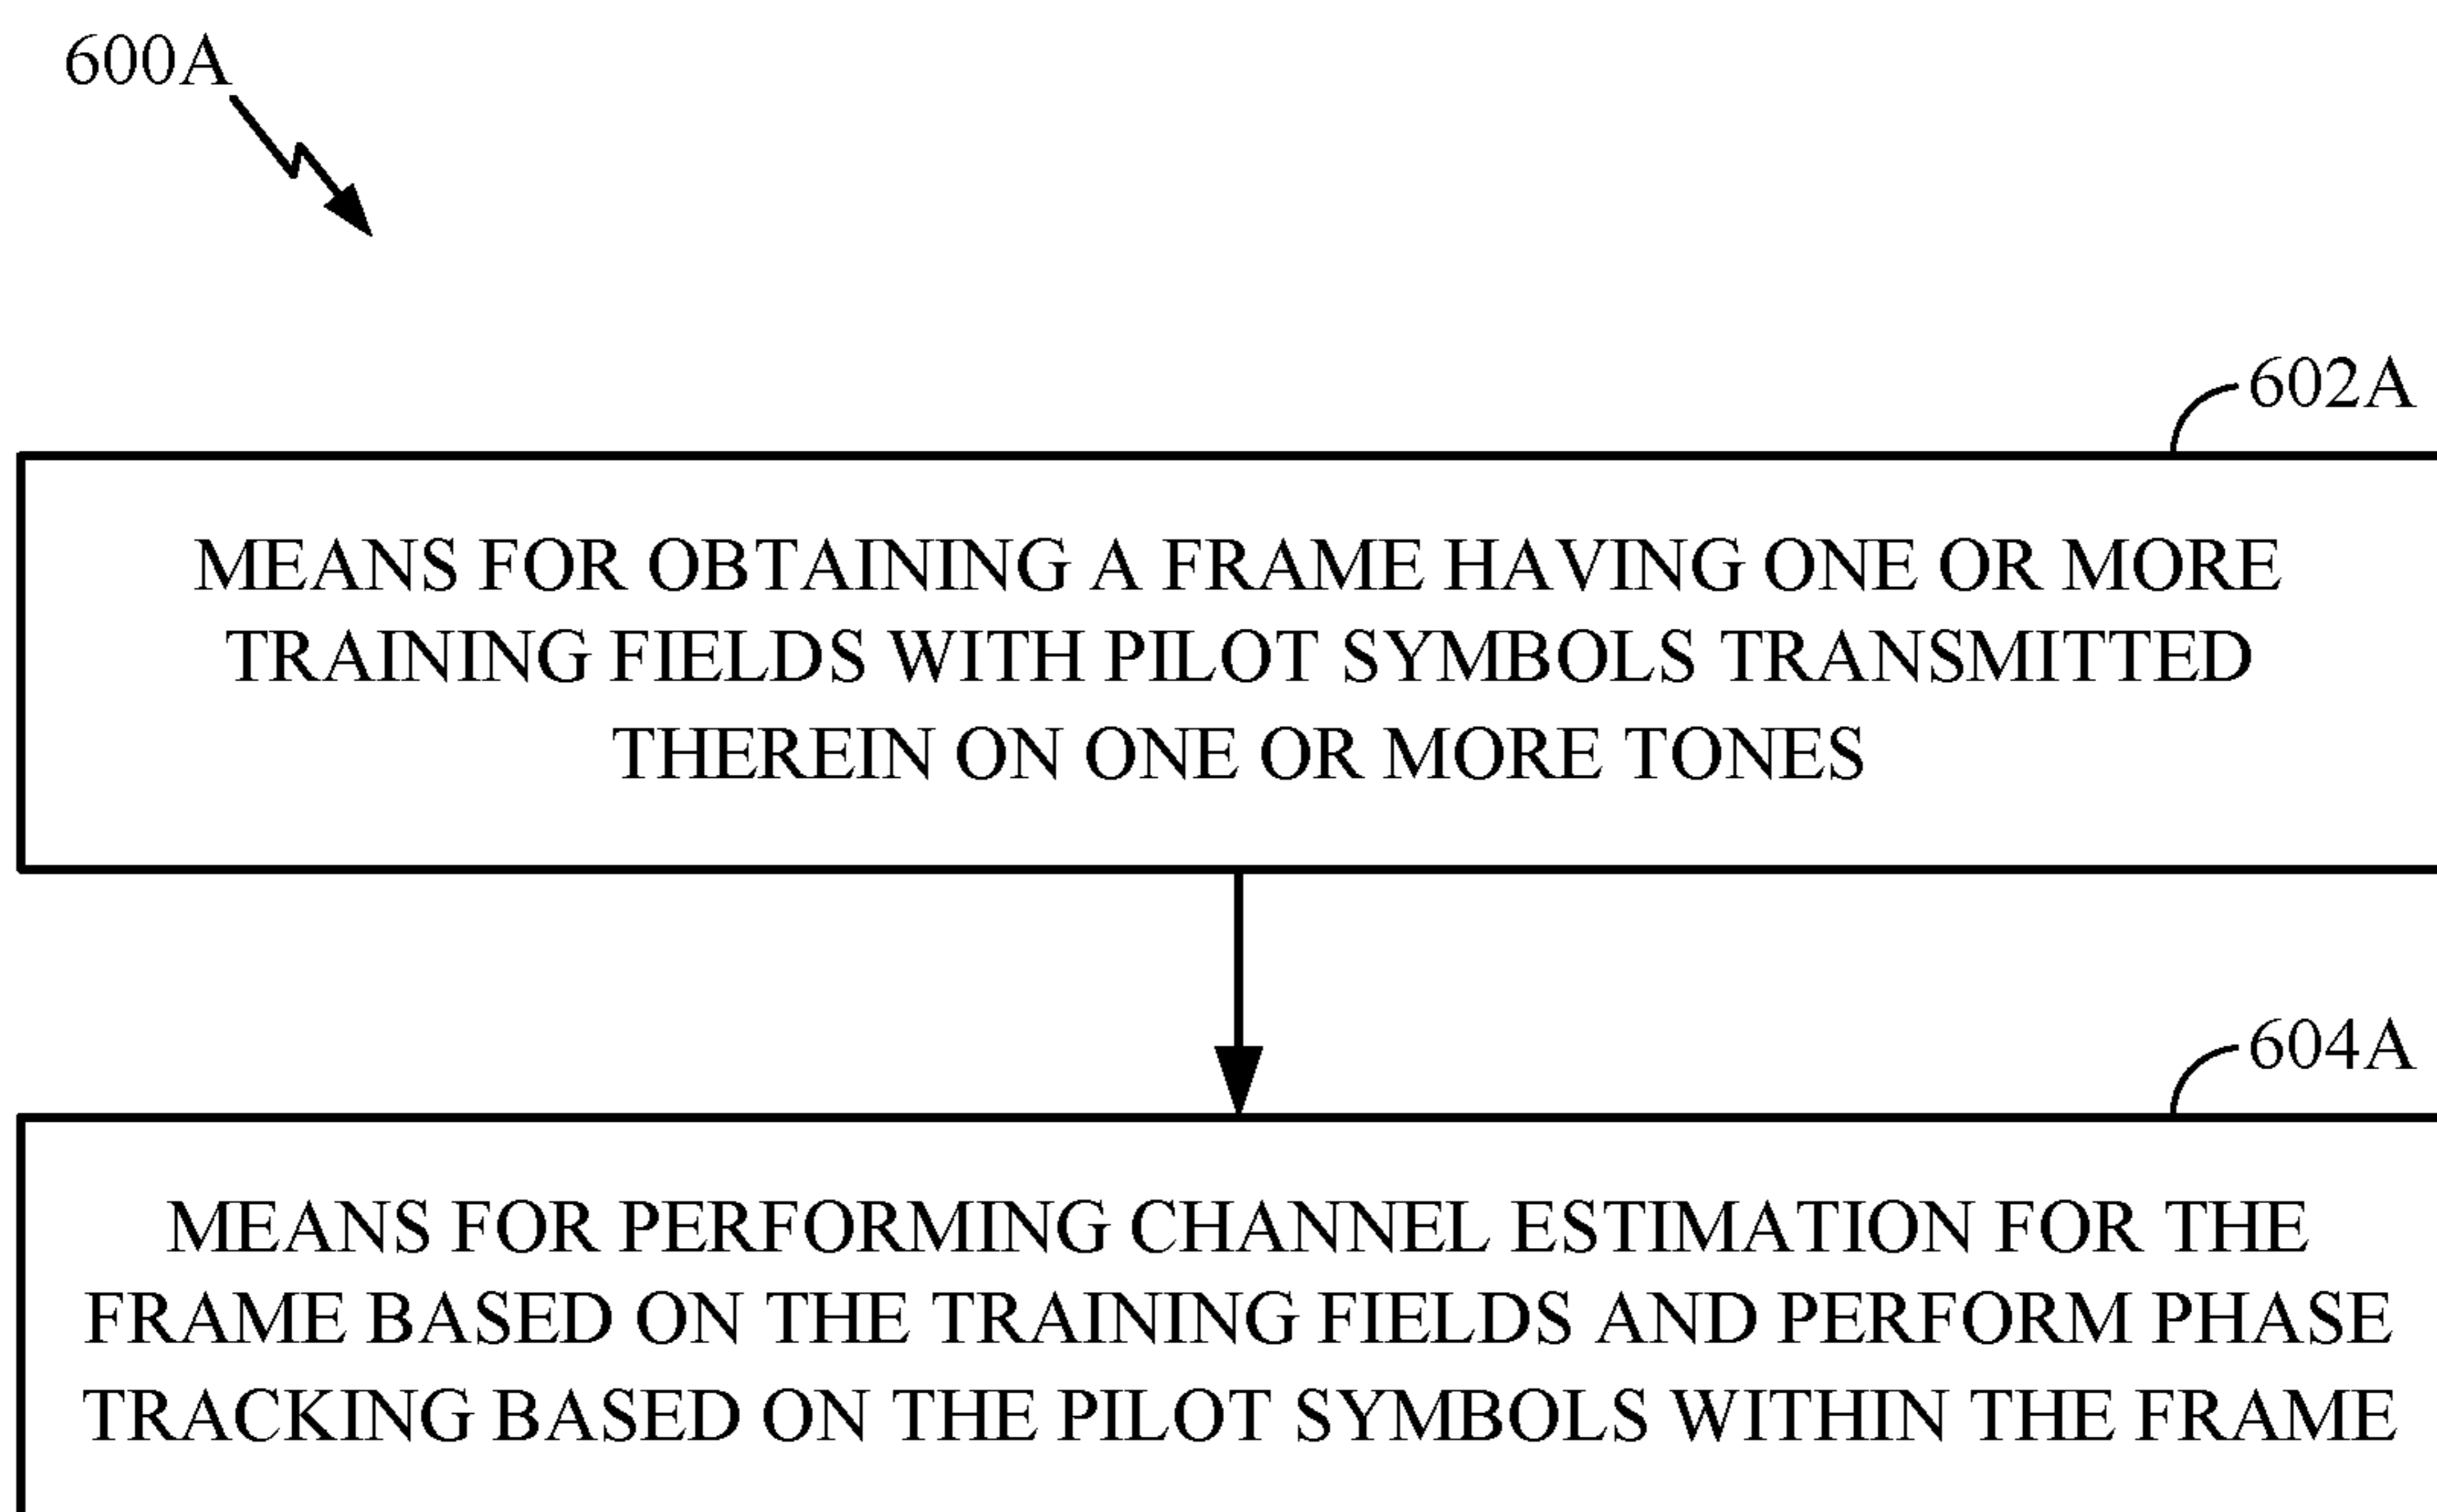 600A
602A
MEANS FOR OBTAINING A FRAME HAVING ONE OR MORE
TRAINING FIELDS WITH PILOT SYMBOLS TRANSMITTED
THEREIN ON ONE OR MORE TONES
604A
MEANS FOR PERFORMING CHANNEL ESTIMATION FOR THE
FRAME BASED ON THE TRAINING FIELDS AND PERFORM PHASE
TRACKING BASED ON THE PILOT SYMBOLS WITHIN THE FRAME